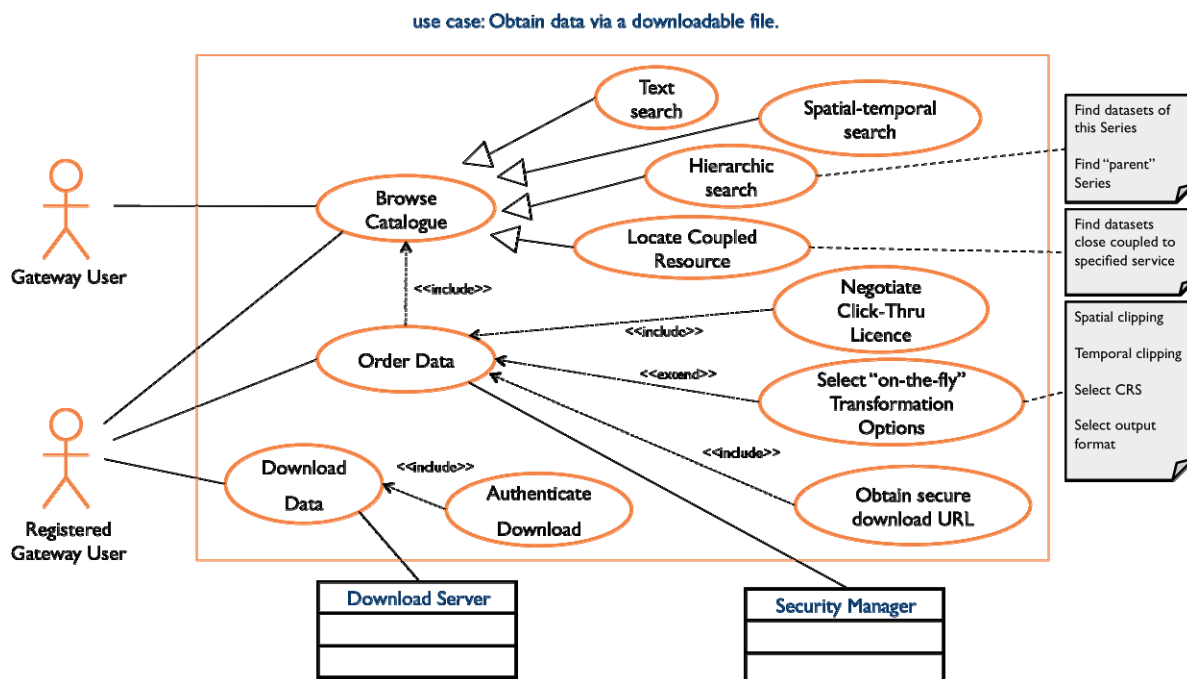 use case: Obtain data via a downloadable file.
Text
search
Spatial-temporal
search
Hierarchic
search
Find datasets of
this Series
Find "parent"
Series
Browse
Catalogue
Gateway User
Locate Coupled
Resource
Find datasets
close coupled to
specified service
<<include>>
Negotiate
Click-Thru
Licence
<<include>>
Order Data
<<extend>>
Select "on-the-fly"
Transformation
Options
Spatial clipping
Temporal clipping
Select CRS
Select output
format
<<include>>
<<include>>
Download
Data
Authenticate
Download
Obtain secure
download URL
Registered
Gateway User
Download Server
Security Manager